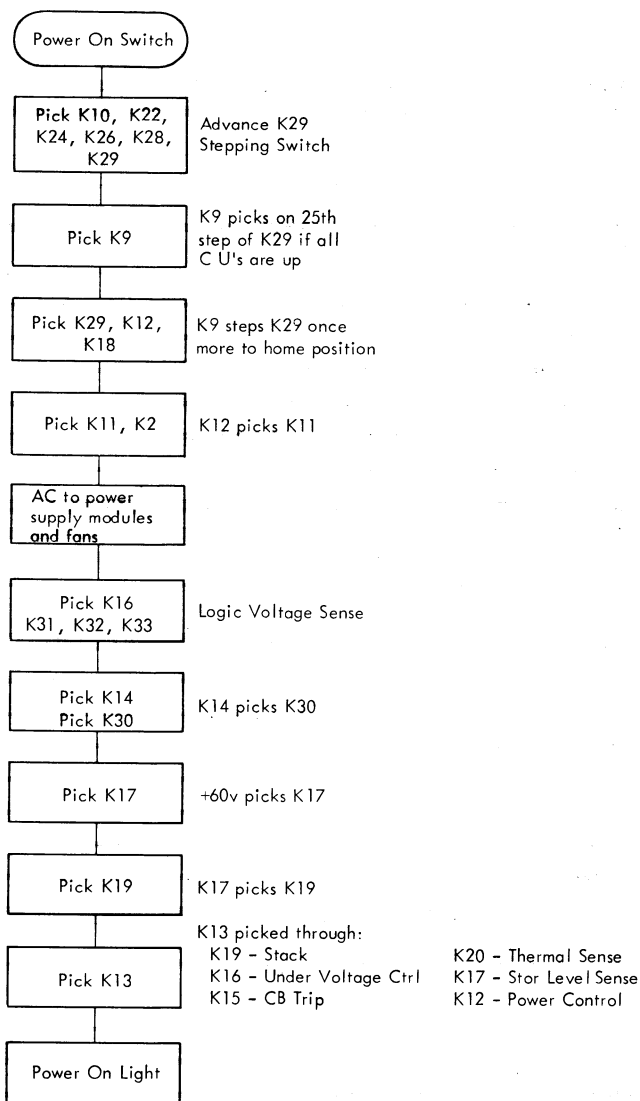 Power On Switch
Pick K10, K22,
K24, K26, K28,
K29
Advance K29
Stepping Switch
Pick K9
K9 picks on 25th
step of K29 if all
C U's are up
Pick K29, K12,
K18
K9 steps K29 once
more to home position
Pick K11, K2
K12 picks K11
AC to power
supply modules
and fans
Pick K16
K31, K32, K33
Logic Voltage Sense
Pick K14
Pick K30
K14 picks K30
Pick K17
+60v picks K17
Pick K19
K17 picks K19
Pick K13
K13 picked through:
K19 - Stack
K16 - Under Voltage Ctrl
K15 - CB Trip
K20 - Thermal Sense
K17 - Stor Level Sense
K12 - Power Control
Power On Light